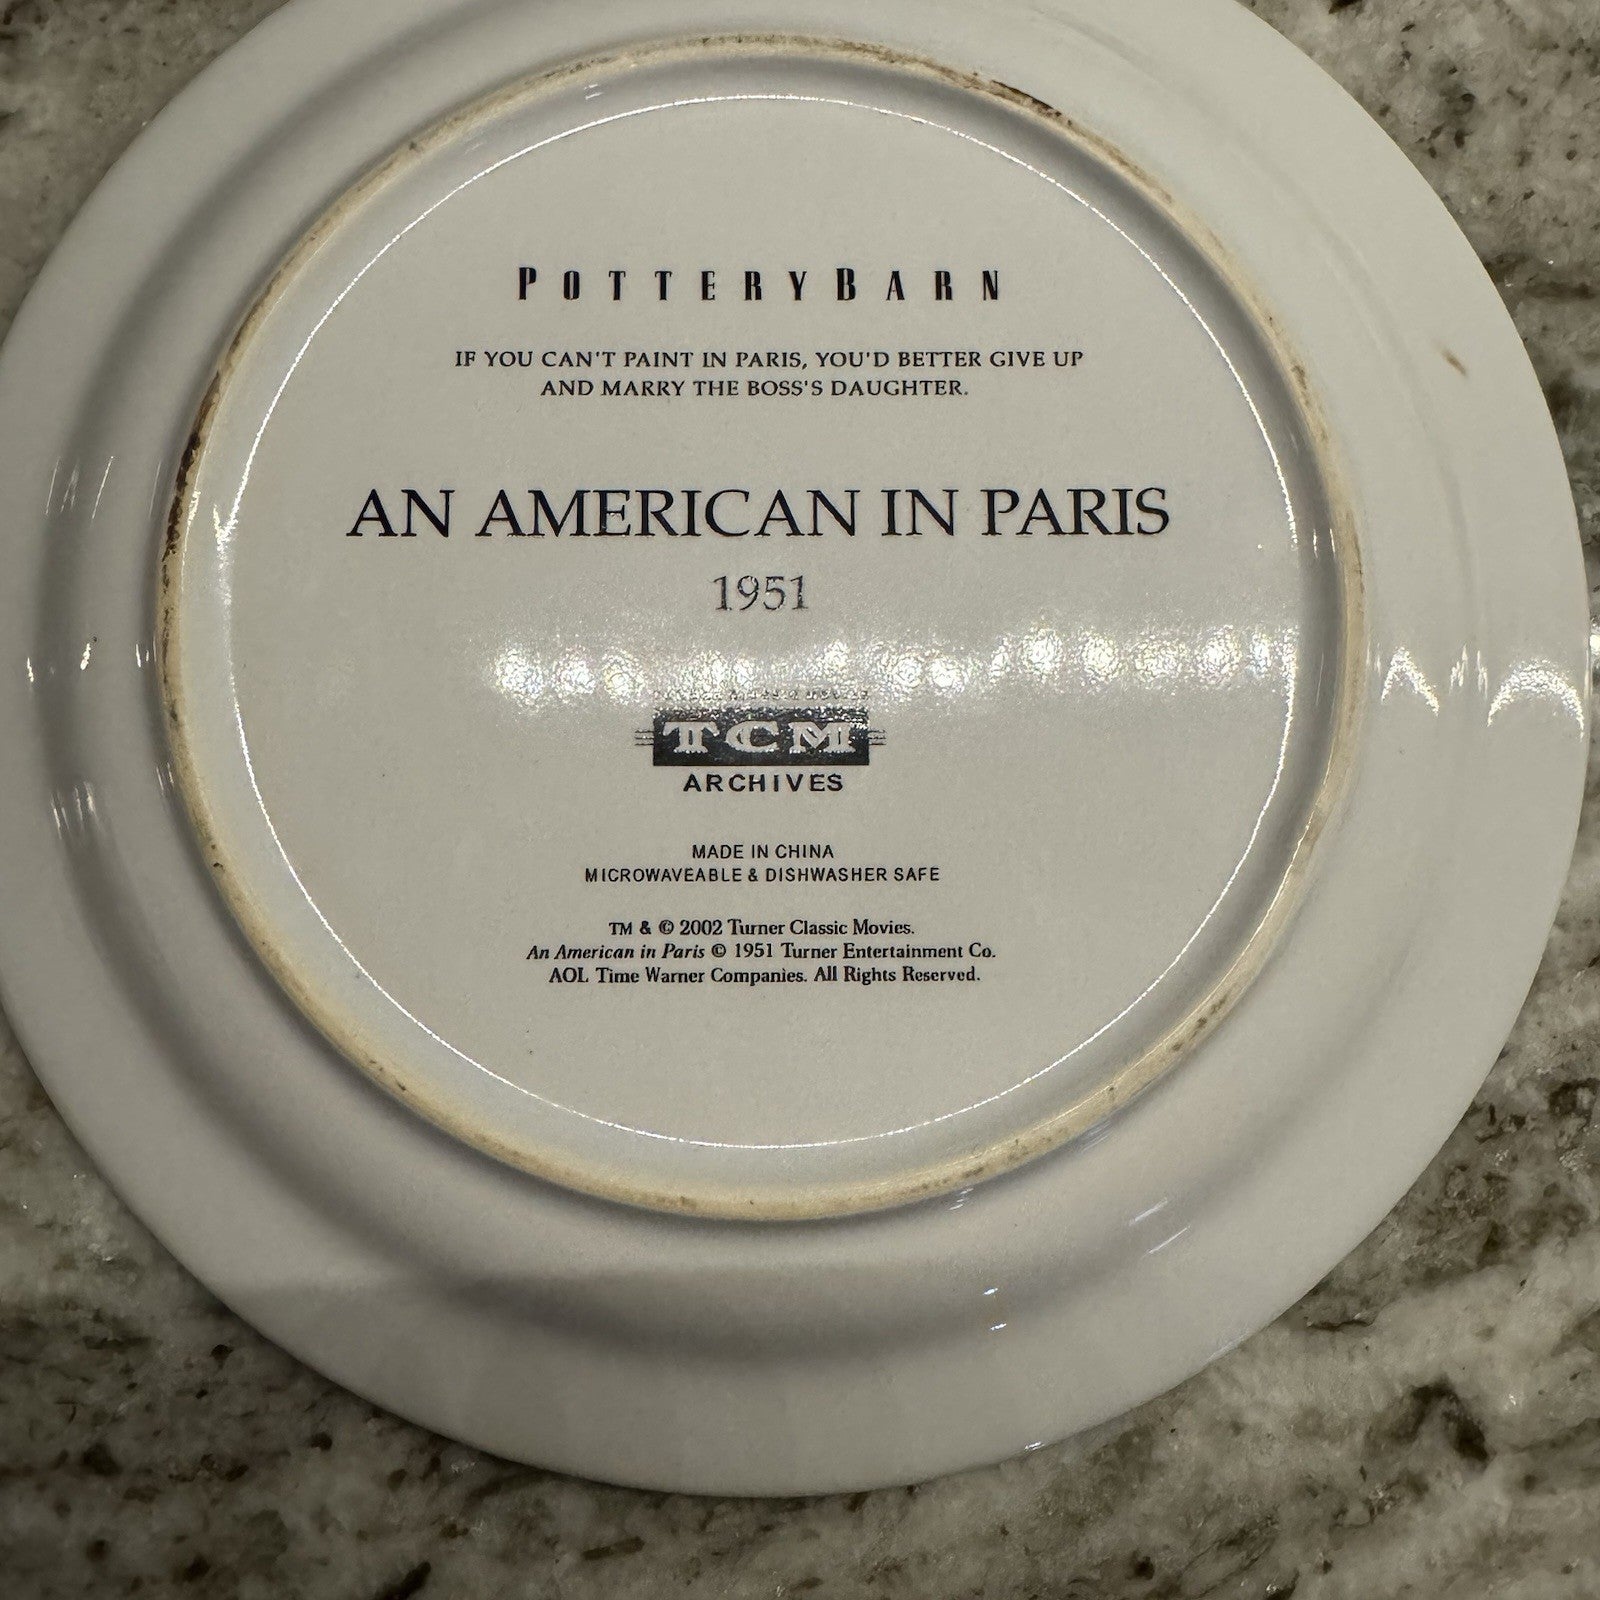 POTTERY BARN
IF YOU CAN'T PAINT IN PARIS, YOU'D BETTER GIVE UP
AND MARRY THE BOSS'S DAUGHTER.
AN AMERICAN IN PARIS
1951
TCM
ARCHIVES
MADE IN CHINA
MICROWAVEABLE & DISHWASHER SAFE
TM & © 2002 Turner Classic Movies.
An American in Paris © 1951 Turner Entertainment Co.
AOL Time Warner Companies. All Rights Reserved.